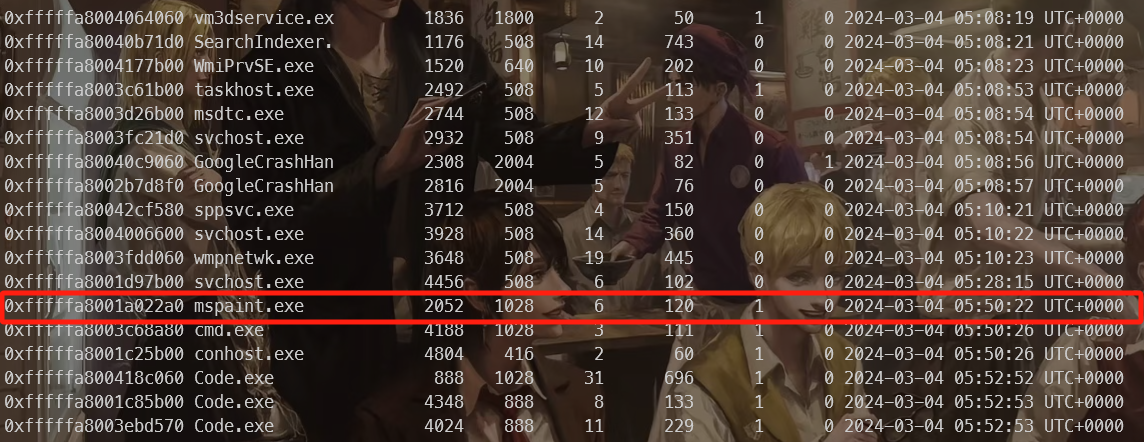 0xfffffa8004064060 vm3dservice.ex 1836 1800 2 50 1 0 2024-03-04 05:08:19 UTC+0000
0xfffffa80040b71d0 SearchIndexer. 1176 508 14 743 0 0 2024-03-04 05:08:21 UTC+0000
0xfffffa8004177b00 WmiPrvSE.exe 1520 640 10 202 0 0 2024-03-04 05:08:23 UTC+0000
0xfffffa8003c61b00 taskhost.exe 2492 508 5 113 1 0 2024-03-04 05:08:53 UTC+0000
0xfffffa8003d26b00 msdtc.exe 2744 508 12 133 0 0 2024-03-04 05:08:54 UTC+0000
0xfffffa8003fc21d0 svchost.exe 2932 508 9 351 0 0 2024-03-04 05:08:54 UTC+0000
0xfffffa80040c9060 GoogleCrashHan 2308 2004 5 82 0 1 2024-03-04 05:08:56 UTC+0000
0xfffffa8002b7d8f0 GoogleCrashHan 2816 2004 5 76 0 0 2024-03-04 05:08:57 UTC+0000
0xfffffa80042cf580 sppsvc.exe 3712 508 4 150 0 0 2024-03-04 05:10:21 UTC+0000
0xfffffa8004006600 svchost.exe 3928 508 14 360 0 0 2024-03-04 05:10:22 UTC+0000
0xfffffa8003fdd060 wmpnetwk.exe 3648 508 19 445 0 0 2024-03-04 05:10:23 UTC+0000
0xfffffa8001d97b00 svchost.exe 4456 508 6 102 0 0 2024-03-04 05:28:15 UTC+0000
0xfffffa8001a022a0 mspaint.exe 2052 1028 6 120 1 0 2024-03-04 05:50:22 UTC+0000
0xfffffa8003c68a80 cmd.exe 4188 1028 3 111 1 0 2024-03-04 05:50:26 UTC+0000
0xfffffa8001c25b00 conhost.exe 4804 416 2 60 1 0 2024-03-04 05:50:26 UTC+0000
0xfffffa800418c060 Code.exe 888 1028 31 696 1 0 2024-03-04 05:52:52 UTC+0000
0xfffffa8001c85b00 Code.exe 4348 888 8 133 1 0 2024-03-04 05:52:53 UTC+0000
0xfffffa8003ebd570 Code.exe 4024 888 11 229 1 0 2024-03-04 05:52:53 UTC+0000